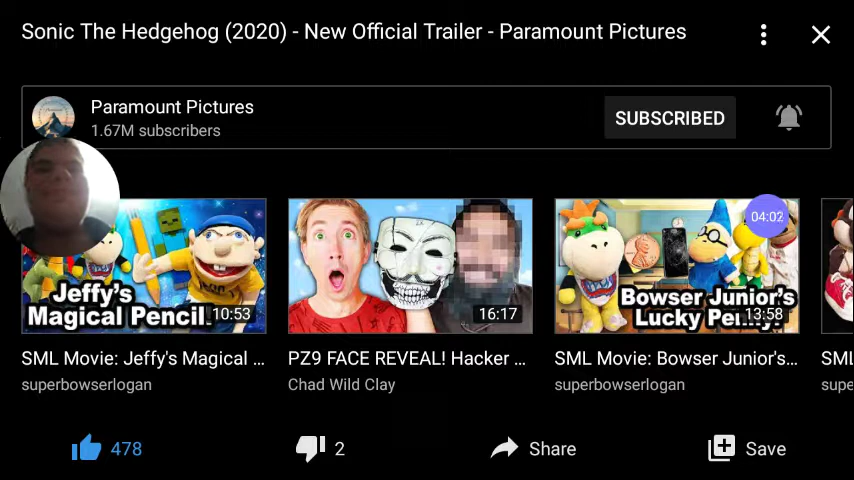 Sonic The Hedgehog (2020) - New Official Trailer - Paramount Pictures
Paramount Pictures
1.67M subscribers
SUBSCRIBED
04:02
Jeffy's
Magical Pencil
10:53
16:17
Bowser Junior's
Lucky Penny!
13:58
SML Movie: Jeffy's Magical ...
PZ9 FACE REVEAL! Hacker ...
SML Movie: Bowser Junior's...
SML
superbowserlogan
Chad Wild Clay
superbowserlogan
supe
478
2
Share
Save